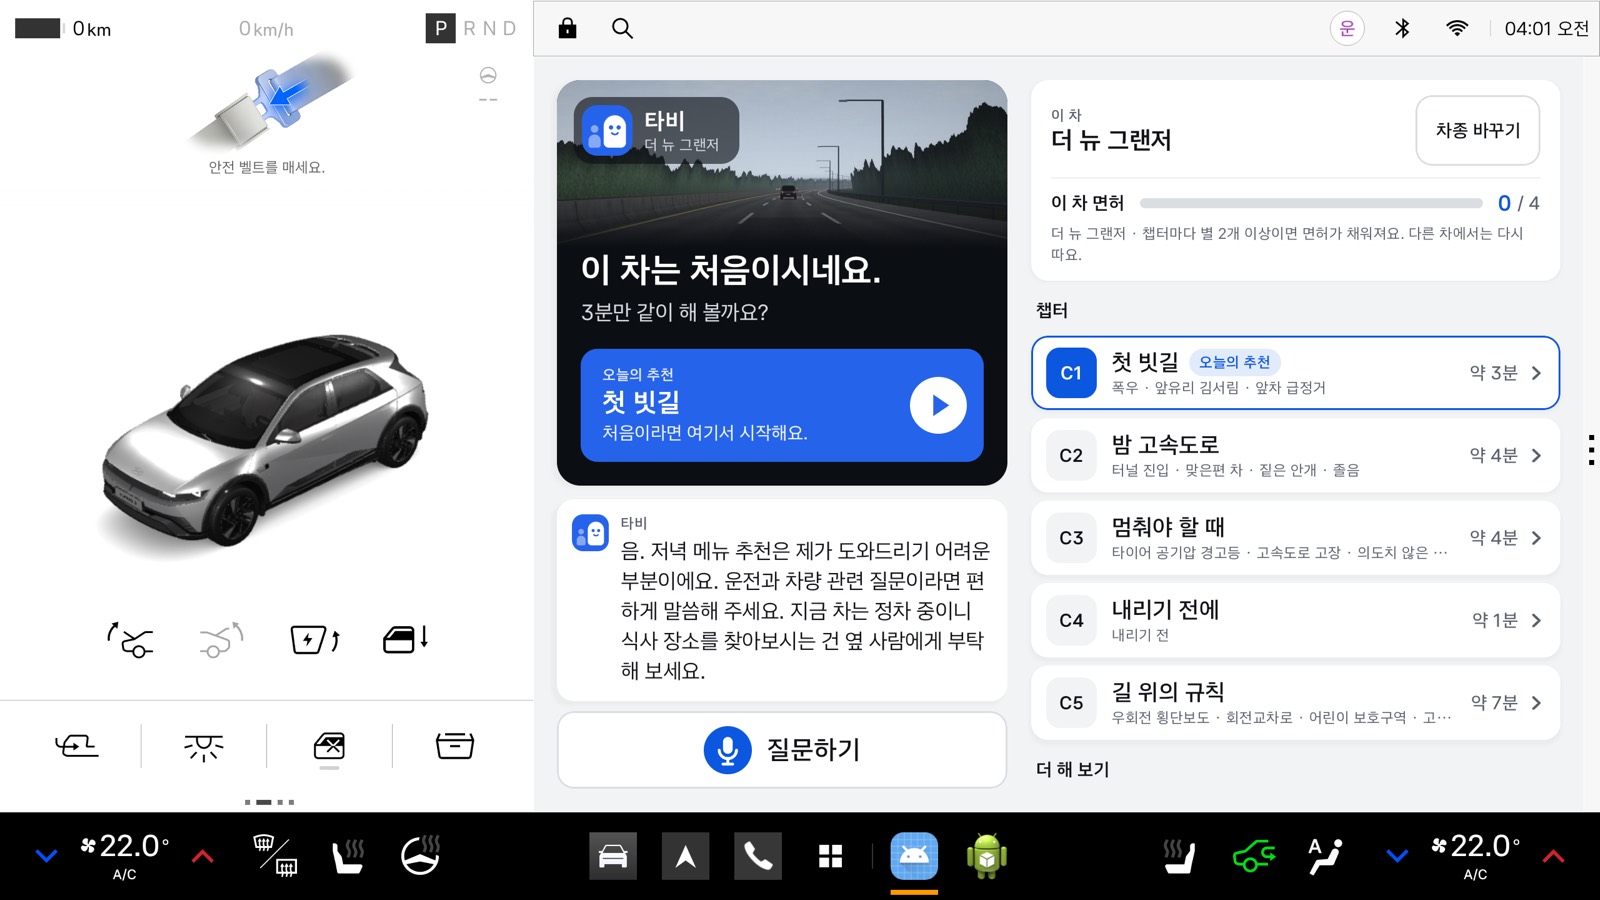 0 km
0 km/h
P R N D
안전 벨트를 매세요.
운
04:01 오전
타비
더 뉴 그랜저
이 차는 처음이시네요.
3분만 같이 해 볼까요?
오늘의 추천
첫 빗길
처음이라면 여기서 시작해요.
타비
음. 저녁 메뉴 추천은 제가 도와드리기 어려운
부분이에요. 운전과 차량 관련 질문이라면 편
하게 말씀해 주세요. 지금 차는 정차 중이니
식사 장소를 찾아보시는 건 옆 사람에게 부탁
해 보세요.
질문하기
이 차
더 뉴 그랜저
차종 바꾸기
이 차 면허
0 / 4
더 뉴 그랜저 · 챕터마다 별 2개 이상이면 면허가 채워져요. 다른 차에서는 다시
따요.
챕터
C1
첫 빗길
오늘의 추천
폭우 · 앞유리 김서림 · 앞차 급정거
약 3분
C2
밤 고속도로
터널 진입 · 맞은편 차 · 짙은 안개 · 졸음
약 4분
C3
멈춰야 할 때
타이어 공기압 경고등 · 고속도로 고장 · 의도치 않은 …
약 4분
C4
내리기 전에
내리기 전
약 1분
C5
길 위의 규칙
우회전 횡단보도 · 회전교차로 · 어린이 보호구역 · 고…
약 7분
더 해 보기
22.0°
A/C
A
22.0°
A/C